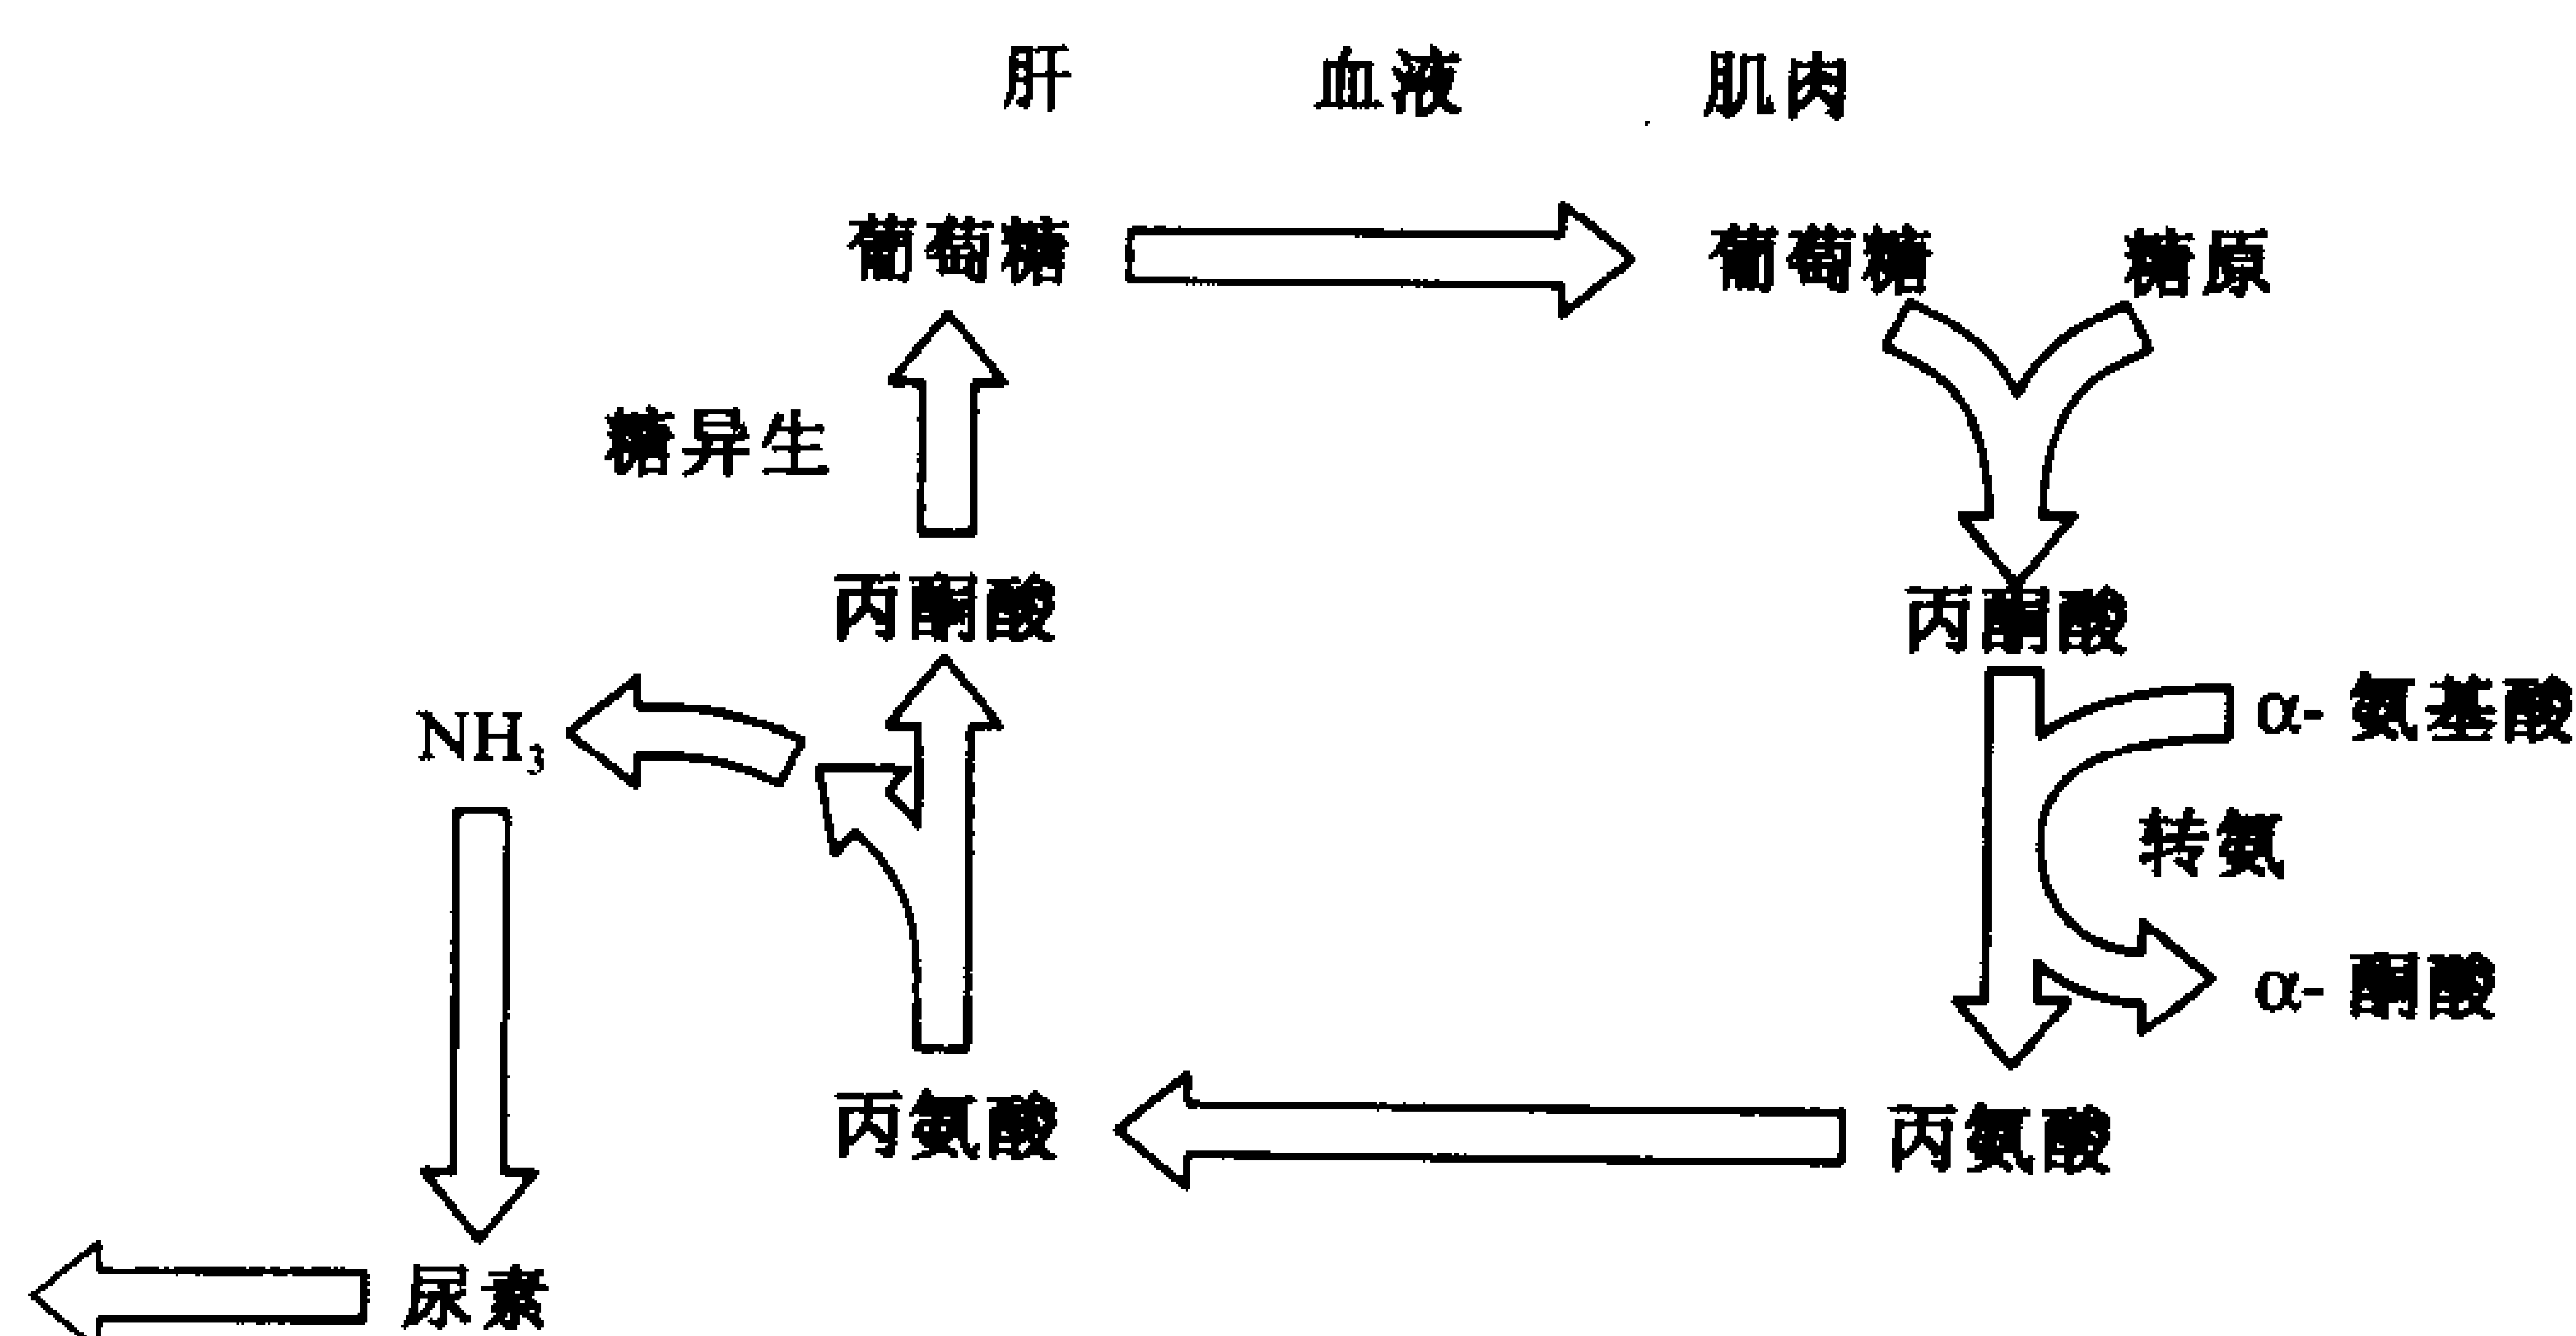 肝 血液 肌肉
葡萄糖 葡萄糖 糖原
糖异生
丙酮酸 丙酮酸
NH₃ α- 氨基酸
转氨
α- 酮酸
丙氨酸 丙氨酸
尿素